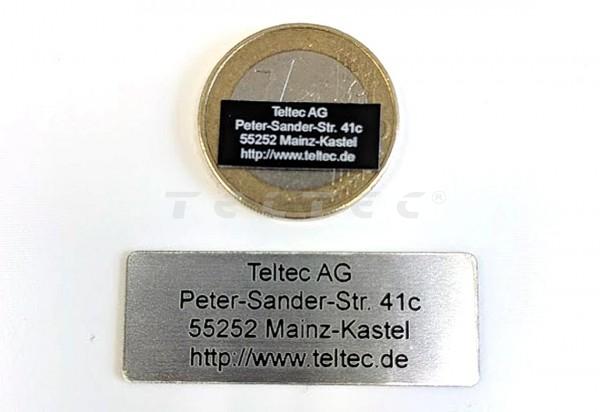 Teltec AG
Peter-Sander-Str. 41c
55252 Mainz-Kastel
http://www.teltec.de
TELTEC®
Teltec AG
Peter-Sander-Str. 41c
55252 Mainz-Kastel
http://www.teltec.de